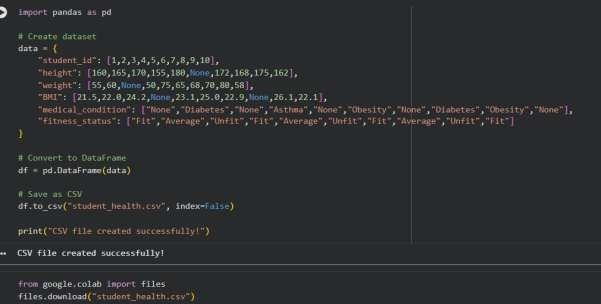 import pandas as pd
# Create dataset
data = {
    "student_id": [1,2,3,4,5,6,7,8,9,10],
    "height": [160,165,170,155,180,None,172,168,175,162],
    "weight": [55,60,None,50,75,65,68,70,80,58],
    "BMI": [21.5,22.0,24.2,None,23.1,25.0,22.9,None,26.1,22.1],
    "medical_condition": ["None","Diabetes","None","Asthma","None","Obesity","None","Diabetes","Obesity","None"],
    "fitness_status": ["Fit","Average","Unfit","Fit","Average","Unfit","Fit","Average","Unfit","Fit"]
}
# Convert to DataFrame
df = pd.DataFrame(data)
# Save as CSV
df.to_csv("student_health.csv", index=False)
print("CSV file created successfully!")
CSV file created successfully!
from google.colab import files
files.download("student_health.csv")